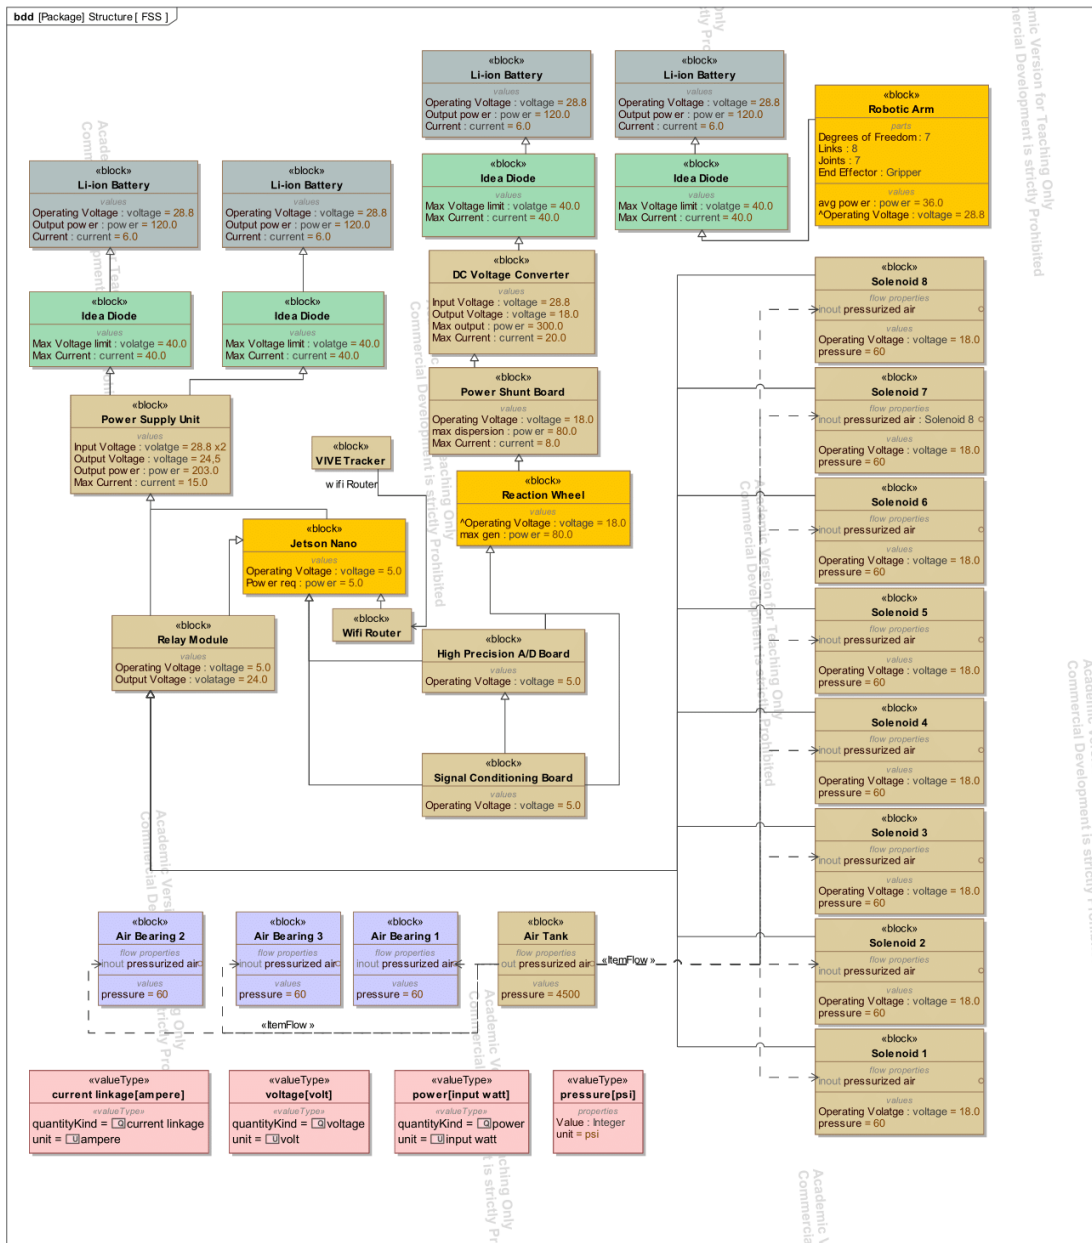 bdd [Package] Structure [ FSS ]
«block»
Li-ion Battery
values
Operating Voltage : voltage = 28.8
Output power : power = 120.0
Current : current = 6.0
«block»
Li-ion Battery
values
Operating Voltage : voltage = 28.8
Output power : power = 120.0
Current : current = 6.0
«block»
Robotic Arm
parts
Degrees of Freedom : 7
Links : 8
Joints : 7
End Effector : Gripper
values
avg power : power = 36.0
^Operating Voltage : voltage = 28.8
«block»
Idea Diode
values
Max Voltage limit : volatge = 40.0
Max Current : current = 40.0
«block»
Idea Diode
values
Max Voltage limit : volatge = 40.0
Max Current : current = 40.0
«block»
Li-ion Battery
values
Operating Voltage : voltage = 28.8
Output power : power = 120.0
Current : current = 6.0
«block»
Li-ion Battery
values
Operating Voltage : voltage = 28.8
Output power : power = 120.0
Current : current = 6.0
«block»
Idea Diode
values
Max Voltage limit : volatge = 40.0
Max Current : current = 40.0
«block»
Idea Diode
values
Max Voltage limit : volatge = 40.0
Max Current : current = 40.0
«block»
DC Voltage Converter
values
Input Voltage : voltage = 28.8
Output Voltage : voltage = 18.0
Max output : power = 300.0
Max Current : current = 20.0
«block»
Power Shunt Board
values
Operating Voltage : voltage = 18.0
max dispersion : power = 80.0
Max Current : current = 8.0
«block»
Power Supply Unit
values
Input Voltage : volatge = 28.8 x2
Output Voltage : voltage = 24,5
Output power : power = 203.0
Max Current : current = 15.0
«block»
VIVE Tracker
wifi Router
«block»
Reaction Wheel
values
^Operating Voltage : voltage = 18.0
max gen : power = 80.0
«block»
Jetson Nano
values
Operating Voltage : voltage = 5.0
Power req : power = 5.0
«block»
Wifi Router
«block»
Relay Module
values
Operating Voltage : voltage = 5.0
Output Voltage : volatage = 24.0
«block»
High Precision A/D Board
values
Operating Voltage : voltage = 5.0
«block»
Signal Conditioning Board
values
Operating Voltage : voltage = 5.0
«block»
Solenoid 8
flow properties
inout pressurized air
values
Operating Voltage : voltage = 18.0
pressure = 60
«block»
Solenoid 7
flow properties
inout pressurized air : Solenoid 8
values
Operating Voltage : voltage = 18.0
pressure = 60
«block»
Solenoid 6
flow properties
inout pressurized air
values
Operating Voltage : voltage = 18.0
pressure = 60
«block»
Solenoid 5
flow properties
inout pressurized air
values
Operating Voltage : voltage = 18.0
pressure = 60
«block»
Solenoid 4
flow properties
inout pressurized air
values
Operating Voltage : voltage = 18.0
pressure = 60
«block»
Solenoid 3
flow properties
inout pressurized air
values
Operating Voltage : voltage = 18.0
pressure = 60
«block»
Solenoid 2
flow properties
inout pressurized air
values
Operating Voltage : voltage = 18.0
pressure = 60
«block»
Solenoid 1
flow properties
inout pressurized air
values
Operating Volatge : voltage = 18.0
pressure = 60
«block»
Air Bearing 2
flow properties
inout pressurized air
values
pressure = 60
«block»
Air Bearing 3
flow properties
inout pressurized air
values
pressure = 60
«block»
Air Bearing 1
flow properties
inout pressurized air
values
pressure = 60
«block»
Air Tank
flow properties
out pressurized air
values
pressure = 4500
«ItemFlow »
«ItemFlow »
«valueType»
current linkage[ampere]
«valueType»
quantityKind = Q current linkage
unit = U ampere
«valueType»
voltage[volt]
«valueType»
quantityKind = Q voltage
unit = U volt
«valueType»
power[input watt]
«valueType»
quantityKind = Q power
unit = U input watt
«valueType»
pressure[psi]
properties
Value : Integer
unit = psi
Academic Version for Teaching Only
Commercial Development is strictly Prohibited